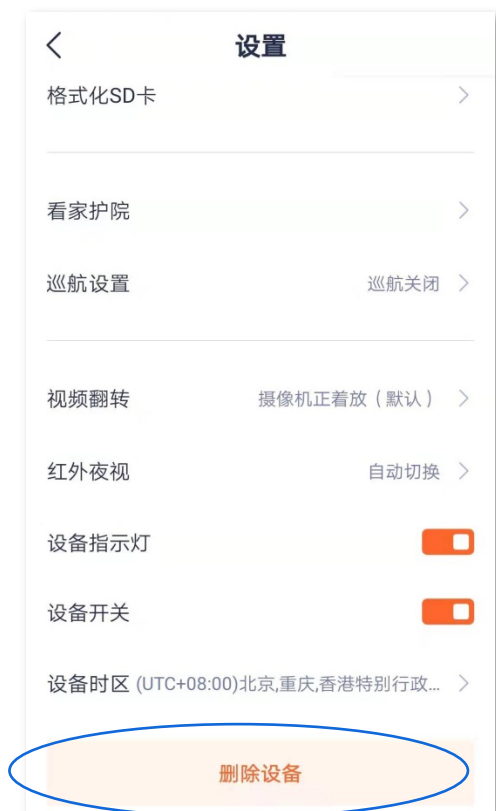 设置
格式化SD卡
看家护院
巡航设置 巡航关闭
视频翻转 摄像机正着放（默认）
红外夜视 自动切换
设备指示灯
设备开关
设备时区 (UTC+08:00)北京,重庆,香港特别行政...
删除设备